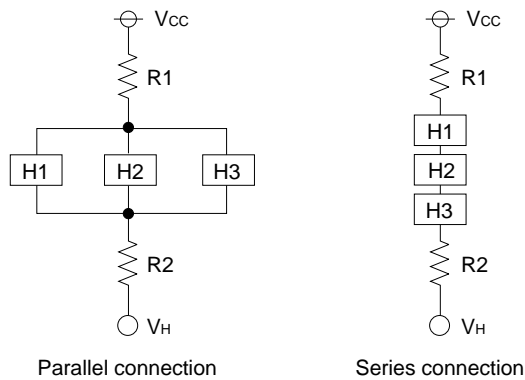 VCC VCC
R1 R1
H1
H1 H2 H3 H2
H3
R2 R2
VH VH
Parallel connection Series connection